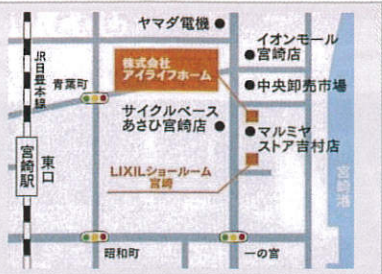 ヤマダ電機
イオンモール
宮崎店
株式会社
アイライフホーム
中央卸売市場
JR日豊本線
青葉町
サイクルベース
あさひ宮崎店
マルミヤ
ストア吉村店
宮崎駅
東口
LIXILショールーム
宮崎
宮崎港
昭和町
一の宮